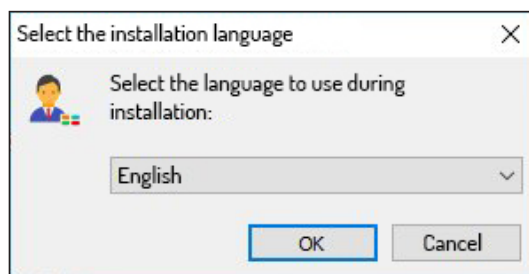 Select the installation language
Select the language to use during
installation:
English
OK
Cancel